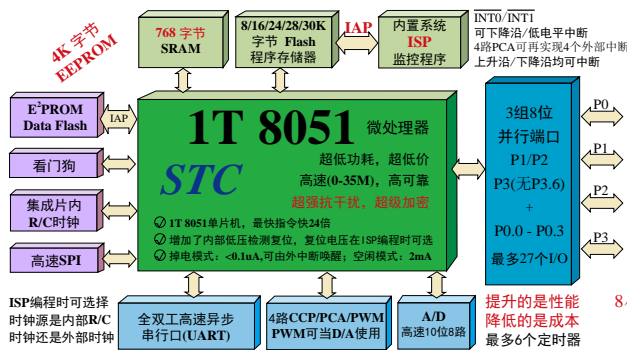 4K 字节
EEPROM
768 字节
SRAM
8/16/24/28/30K
字节 Flash
程序存储器
IAP
内置系统
ISP
监控程序
INT0/INT1
可下降沿/低电平中断
4路PCA可再实现4个外部中断
上升沿/下降沿均可中断
E²PROM
Data Flash
IAP
看门狗
集成片内
R/C时钟
高速SPI
1T 8051 微处理器
STC
超低功耗，超低价
高速(0-35M)，高可靠
超强抗干扰，超级加密
1T 8051单片机，最快指令快24倍
增加了内部低压检测复位，复位电压在ISP编程时可选
掉电模式：<0.1uA,可由外中断唤醒；空闲模式：2mA
3组8位
并行端口
P1/P2
P3(无P3.6)
+
P0.0 - P0.3
最多27个I/O
P0
P1
P2
P3
ISP编程时可选择
时钟源是内部R/C
时钟还是外部时钟
全双工高速异步
串行口(UART)
4路CCP/PCA/PWM
PWM可当D/A使用
A/D
高速10位8路
提升的是性能
降低的是成本
最多6个定时器